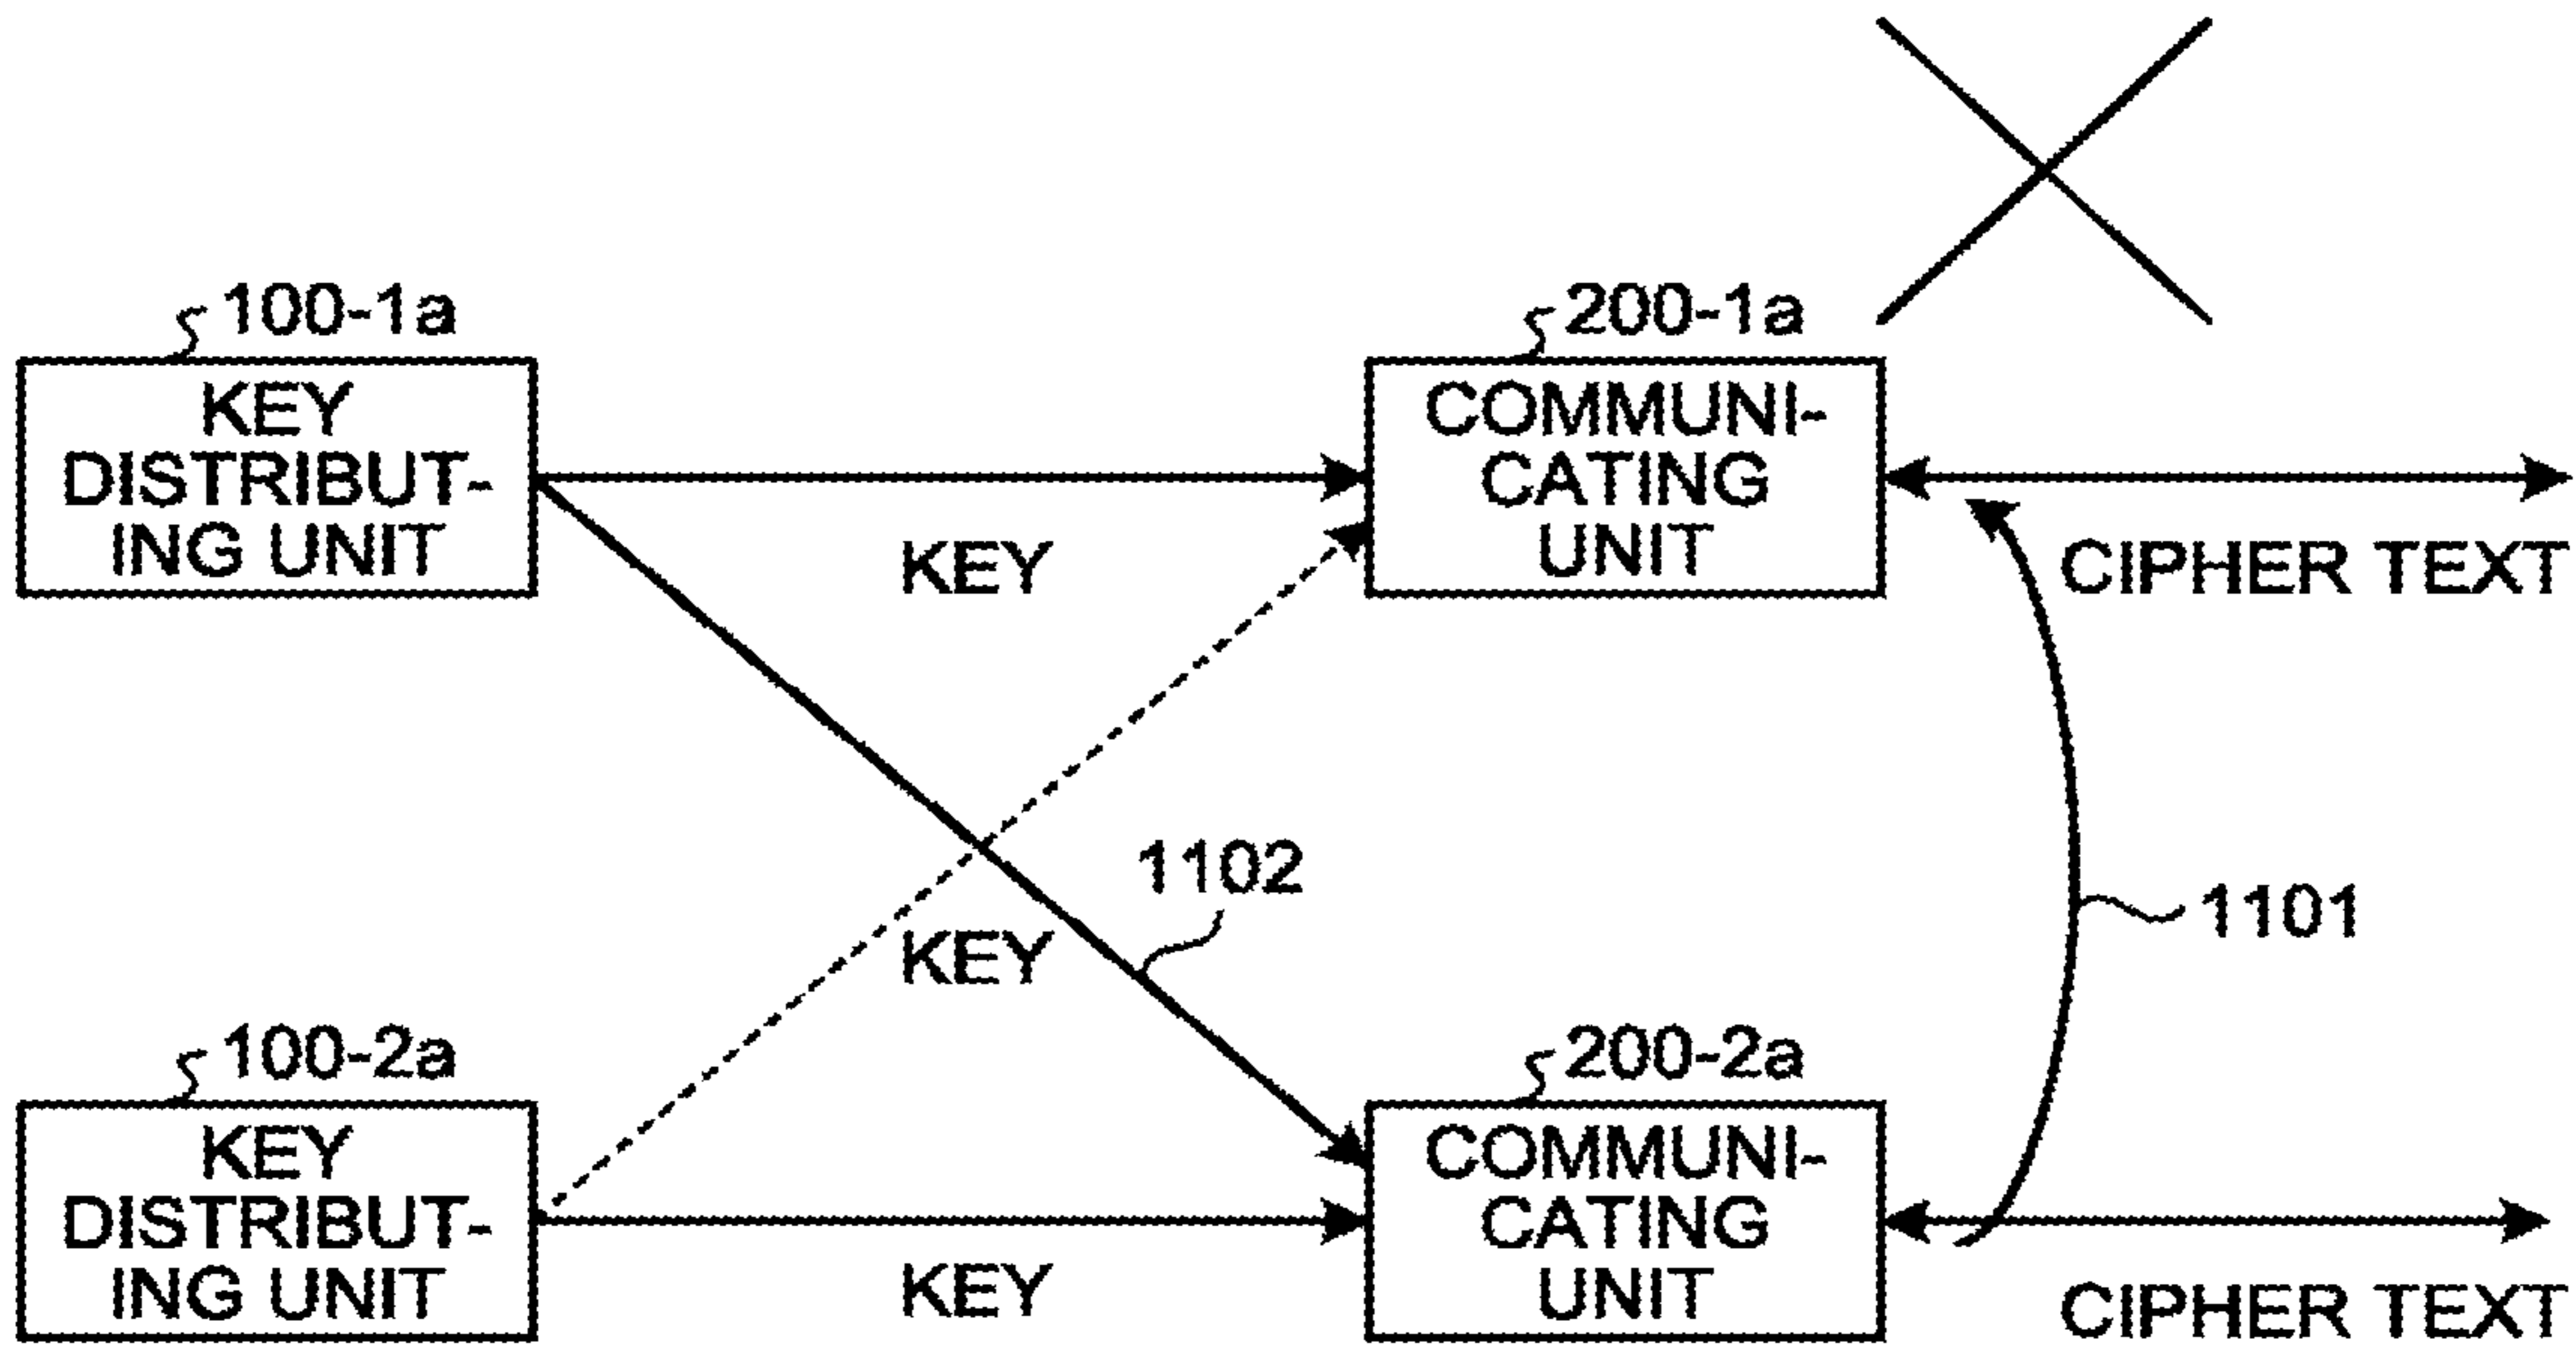 100-1a
KEY
DISTRIBUT-
ING UNIT
KEY
200-1a
COMMUNI-
CATING
UNIT
CIPHER TEXT
1102
KEY
1101
100-2a
KEY
DISTRIBUT-
ING UNIT
KEY
200-2a
COMMUNI-
CATING
UNIT
CIPHER TEXT